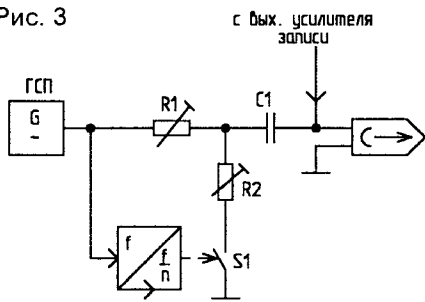 Рис. 3
с Вых. усилителя
записи
ГСП
G
~
R1
C1
R2
f
f
n
S1